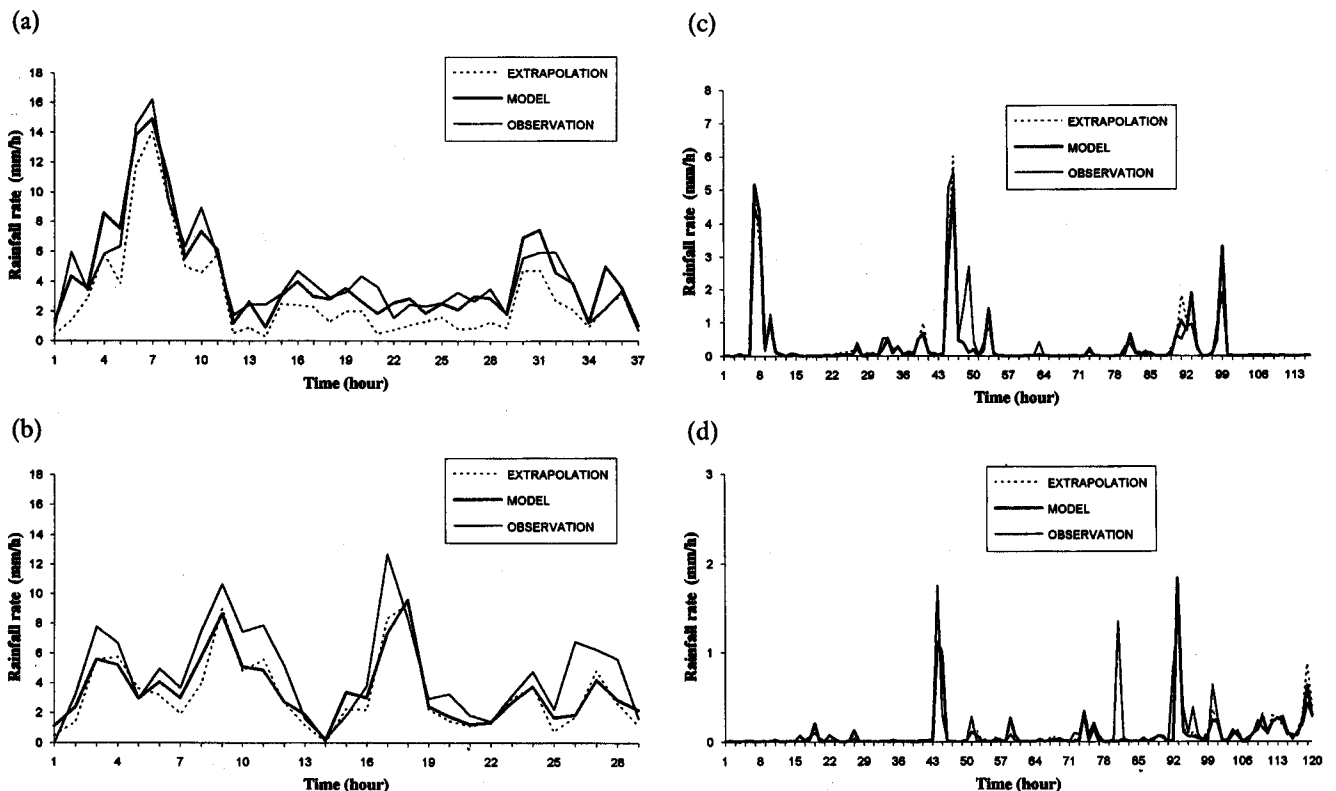 (a)
Rainfall rate (mm/h)
18
16
14
12
10
8
6
4
2
0
EXTRAPOLATION
MODEL
OBSERVATION
1 4 7 10 13 16 19 22 25 28 31 34 37
Time (hour)
(b)
Rainfall rate (mm/h)
18
16
14
12
10
8
6
4
2
0
EXTRAPOLATION
MODEL
OBSERVATION
1 4 7 10 13 16 19 22 25 28
Time (hour)
(c)
Rainfall rate (mm/h)
8
7
6
5
4
3
2
1
0
EXTRAPOLATION
MODEL
OBSERVATION
1 8 15 22 29 36 43 50 57 64 71 78 85 92 99 106 113
Time (hour)
(d)
Rainfall rate (mm/h)
3
2
1
0
EXTRAPOLATION
MODEL
OBSERVATION
1 8 15 22 29 36 43 50 57 64 71 78 85 92 99 106 113 120
Time (hour)